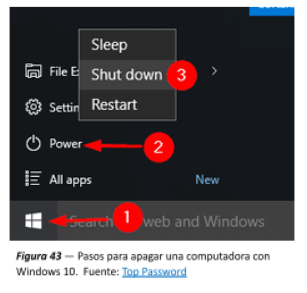 Sleep
File E
Shut down 3
Settin
Restart
Power 2
All apps New
1
Search web and Windows
Figura 43 — Pasos para apagar una computadora con
Windows 10. Fuente: Top Password